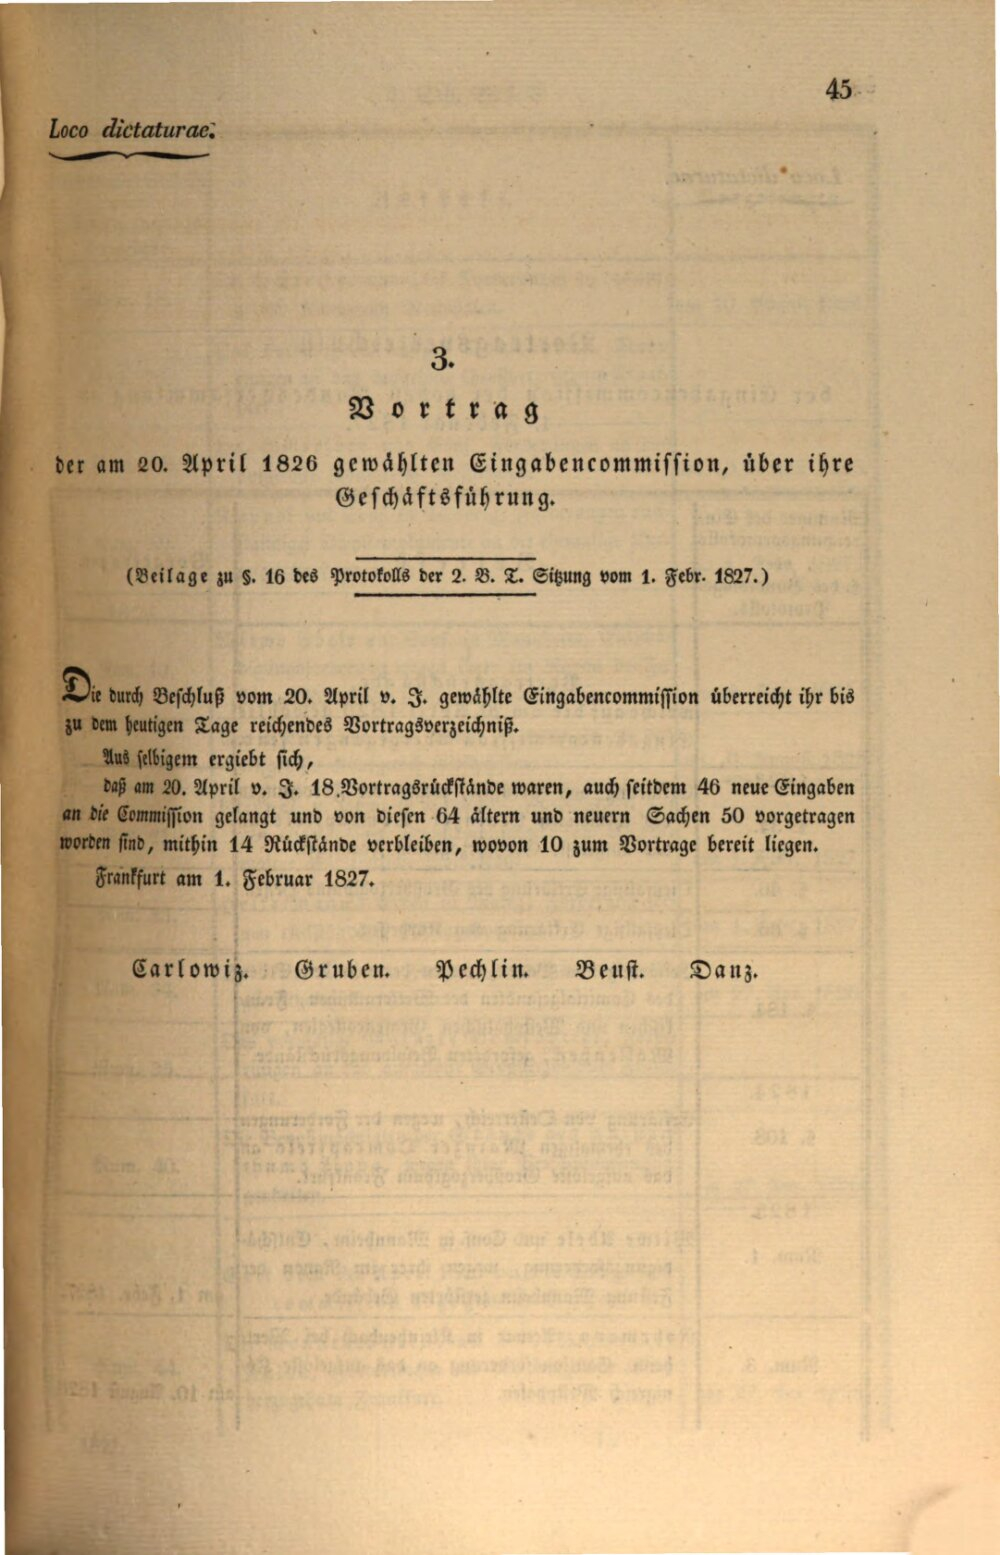 45
Loco dictaturae.
3.
Vortrag
der am 20. April 1826 gewählten Eingabencommission, über ihre
Geschäftsführung.
(Beilage zu §. 16 des Protokolls der 2. B. T. Sitzung vom 1. Febr. 1827.)
Die durch Beschluß vom 20. April v. J. gewählte Eingabencommission überreicht ihr bis
zu dem heutigen Tage reichendes Vortragsverzeichniß.
Aus selbigem ergiebt sich,
daß am 20. April v. J. 18 Vortragsrückstände waren, auch seitdem 46 neue Eingaben
an die Commission gelangt und von diesen 64 ältern und neuern Sachen 50 vorgetragen
worden sind, mithin 14 Rückstände verbleiben, wovon 10 zum Vortrage bereit liegen.
Frankfurt am 1. Februar 1827.
Carlowiz. Gruben. Pechlin. Beust. Danz.